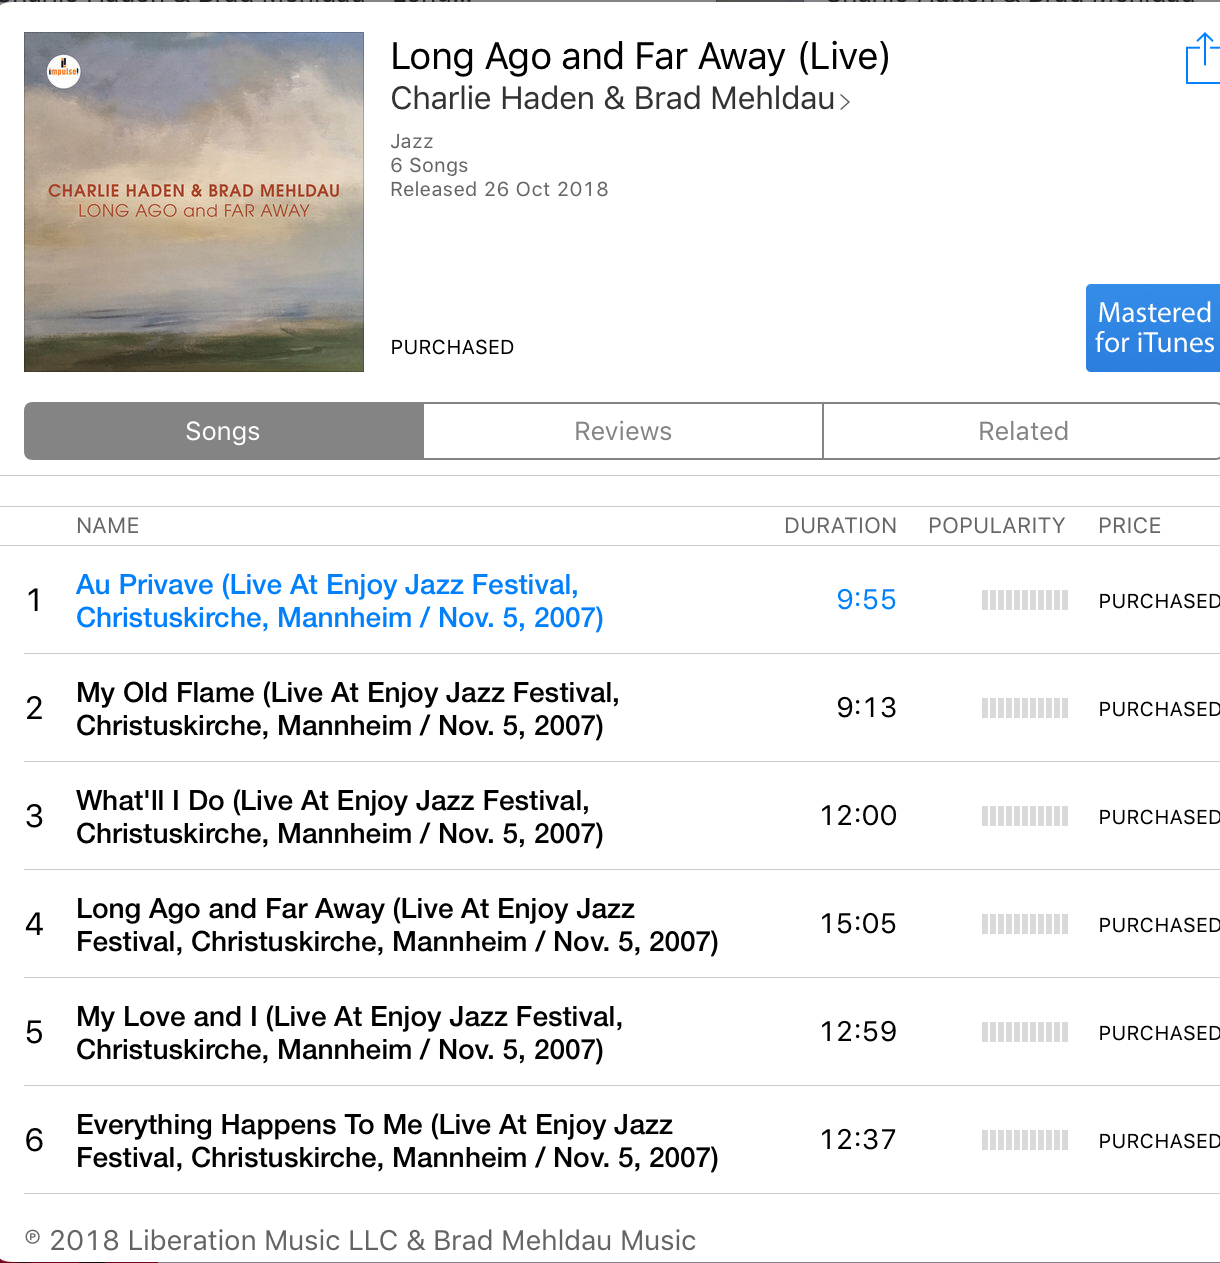 Long Ago and Far Away (Live)
Charlie Haden & Brad Mehldau >
Jazz
6 Songs
Released 26 Oct 2018
impulse!
CHARLIE HADEN & BRAD MEHLDAU
LONG AGO and FAR AWAY
PURCHASED
Mastered
for iTunes
Songs Reviews Related
NAME DURATION POPULARITY PRICE
1 Au Privave (Live At Enjoy Jazz Festival,
Christuskirche, Mannheim / Nov. 5, 2007) 9:55 PURCHASED
2 My Old Flame (Live At Enjoy Jazz Festival,
Christuskirche, Mannheim / Nov. 5, 2007) 9:13 PURCHASED
3 What'll I Do (Live At Enjoy Jazz Festival,
Christuskirche, Mannheim / Nov. 5, 2007) 12:00 PURCHASED
4 Long Ago and Far Away (Live At Enjoy Jazz
Festival, Christuskirche, Mannheim / Nov. 5, 2007) 15:05 PURCHASED
5 My Love and I (Live At Enjoy Jazz Festival,
Christuskirche, Mannheim / Nov. 5, 2007) 12:59 PURCHASED
6 Everything Happens To Me (Live At Enjoy Jazz
Festival, Christuskirche, Mannheim / Nov. 5, 2007) 12:37 PURCHASED
℗ 2018 Liberation Music LLC & Brad Mehldau Music